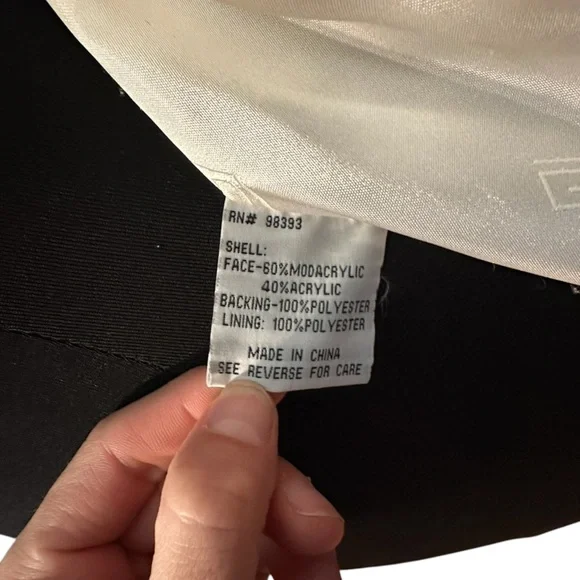 RN# 98393
SHELL:
FACE-60%MODACRYLIC
40%ACRYLIC
BACKING-100%POLYESTER
LINING: 100%POLYESTER
MADE IN CHINA
SEE REVERSE FOR CARE